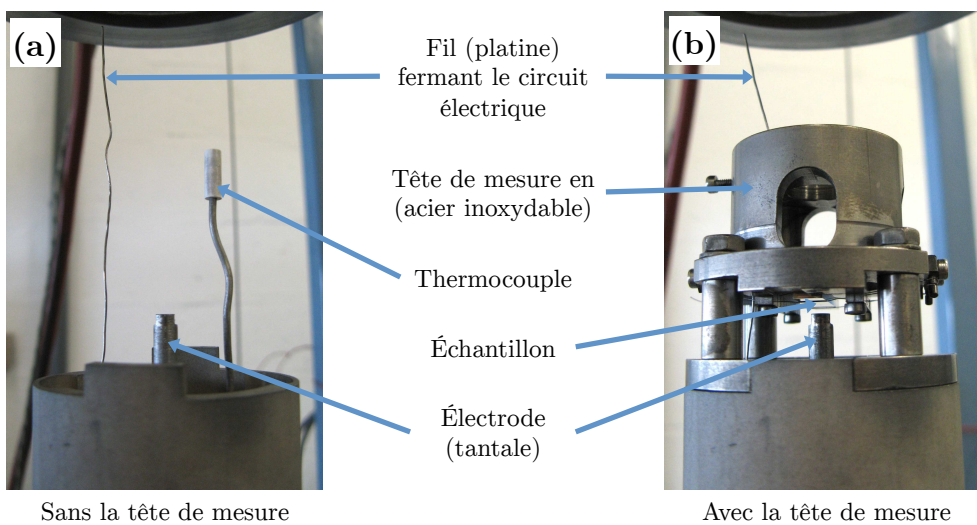 (a)
Fil (platine)
fermant le circuit
électrique
(b)
Tête de mesure en
(acier inoxydable)
Thermocouple
Échantillon
Électrode
(tantale)
Sans la tête de mesure
Avec la tête de mesure